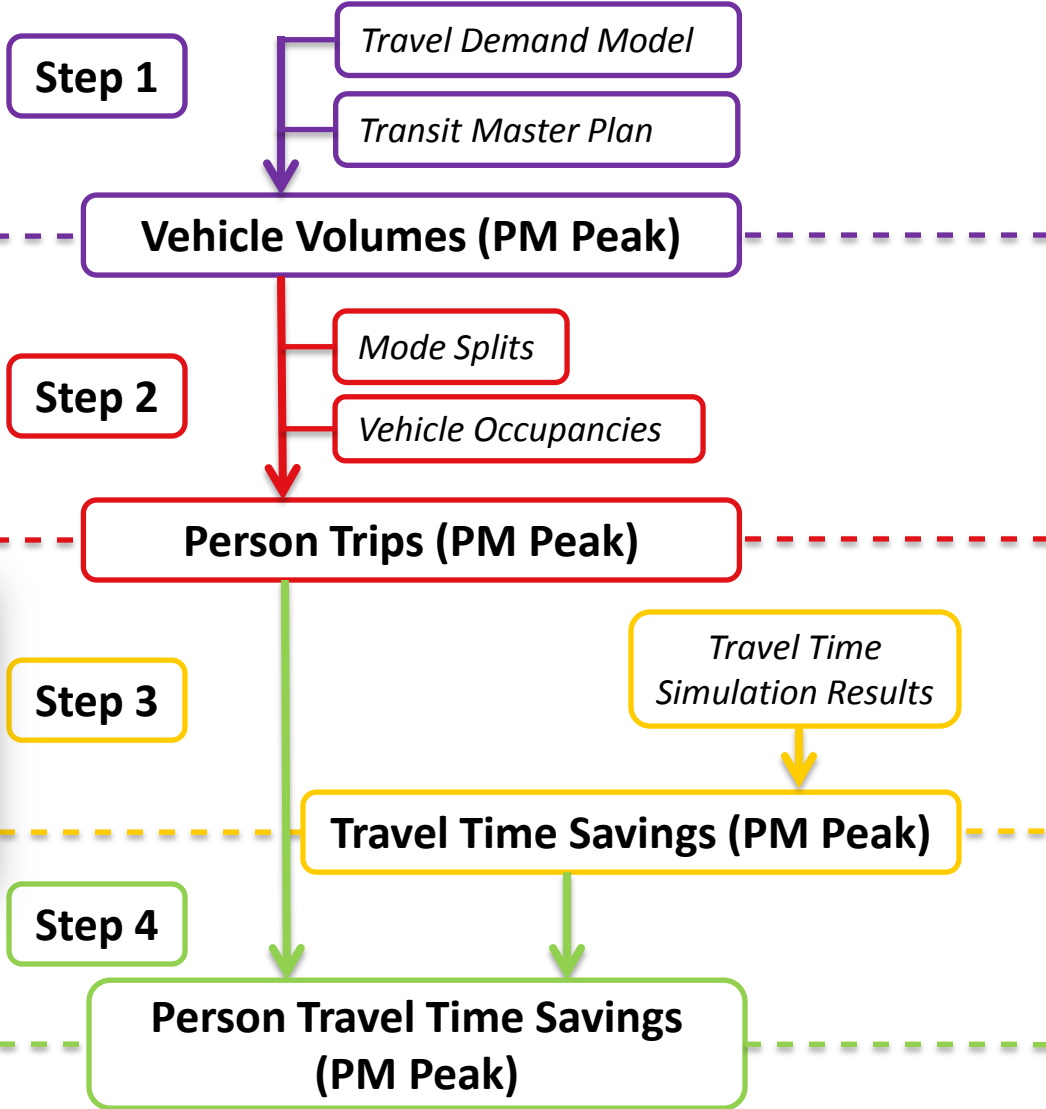 Travel Demand Model
Step 1
Transit Master Plan
Vehicle Volumes (PM Peak)
Mode Splits
Step 2
Vehicle Occupancies
Person Trips (PM Peak)
Travel Time
Simulation Results
Step 3
Travel Time Savings (PM Peak)
Step 4
Person Travel Time Savings
(PM Peak)